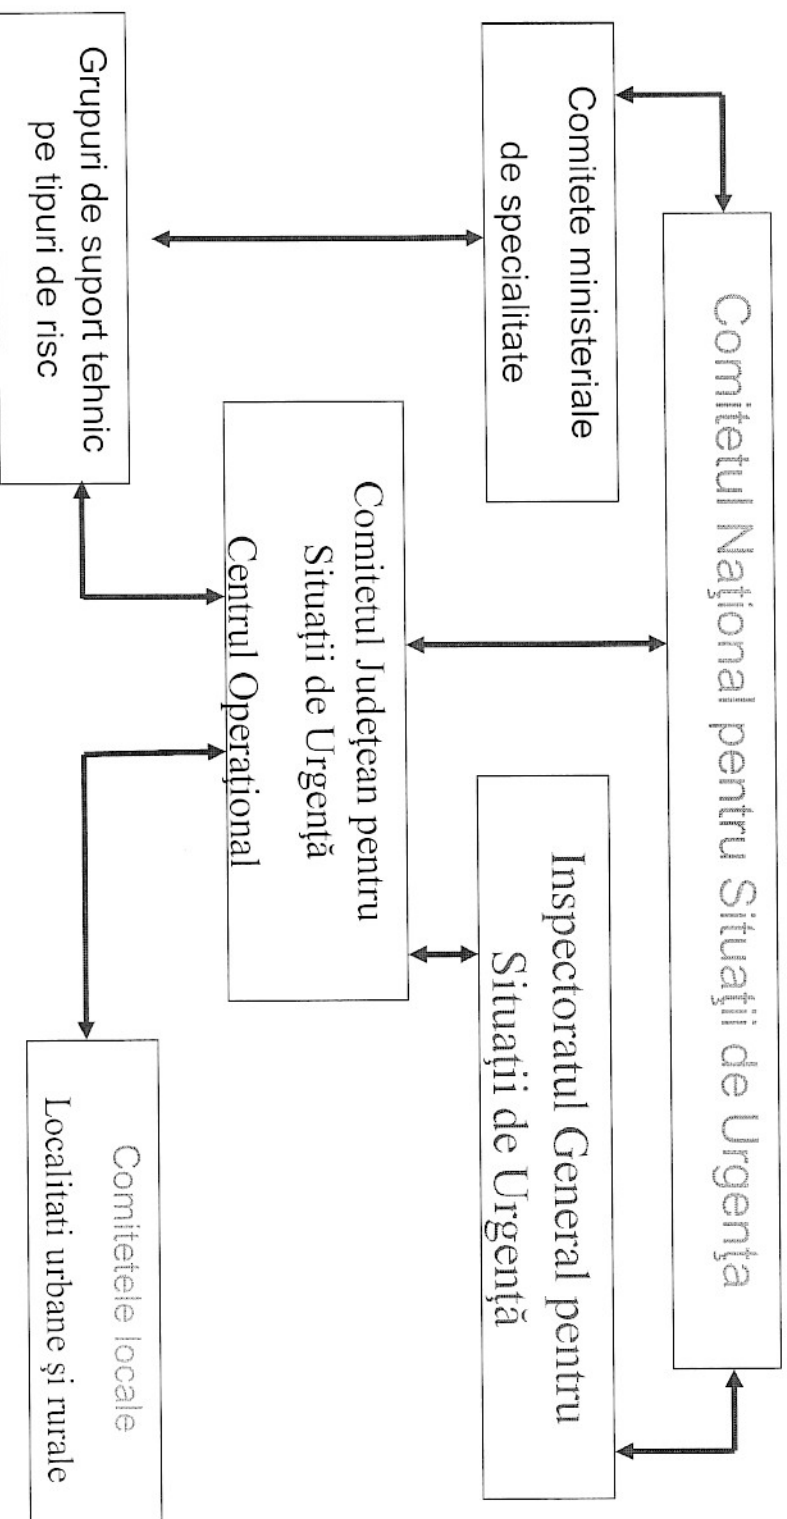 Comitetul Naţional pentru Situaţii de Urgenţa
Comitete ministeriale
de specialitate
Inspectoratul General pentru
Situaţii de Urgenţă
Comitetul Judeţean pentru
Situaţii de Urgenţă
Centrul Operaţional
Grupuri de suport tehnic
pe tipuri de risc
Comitetele locale
Localitati urbane şi rurale